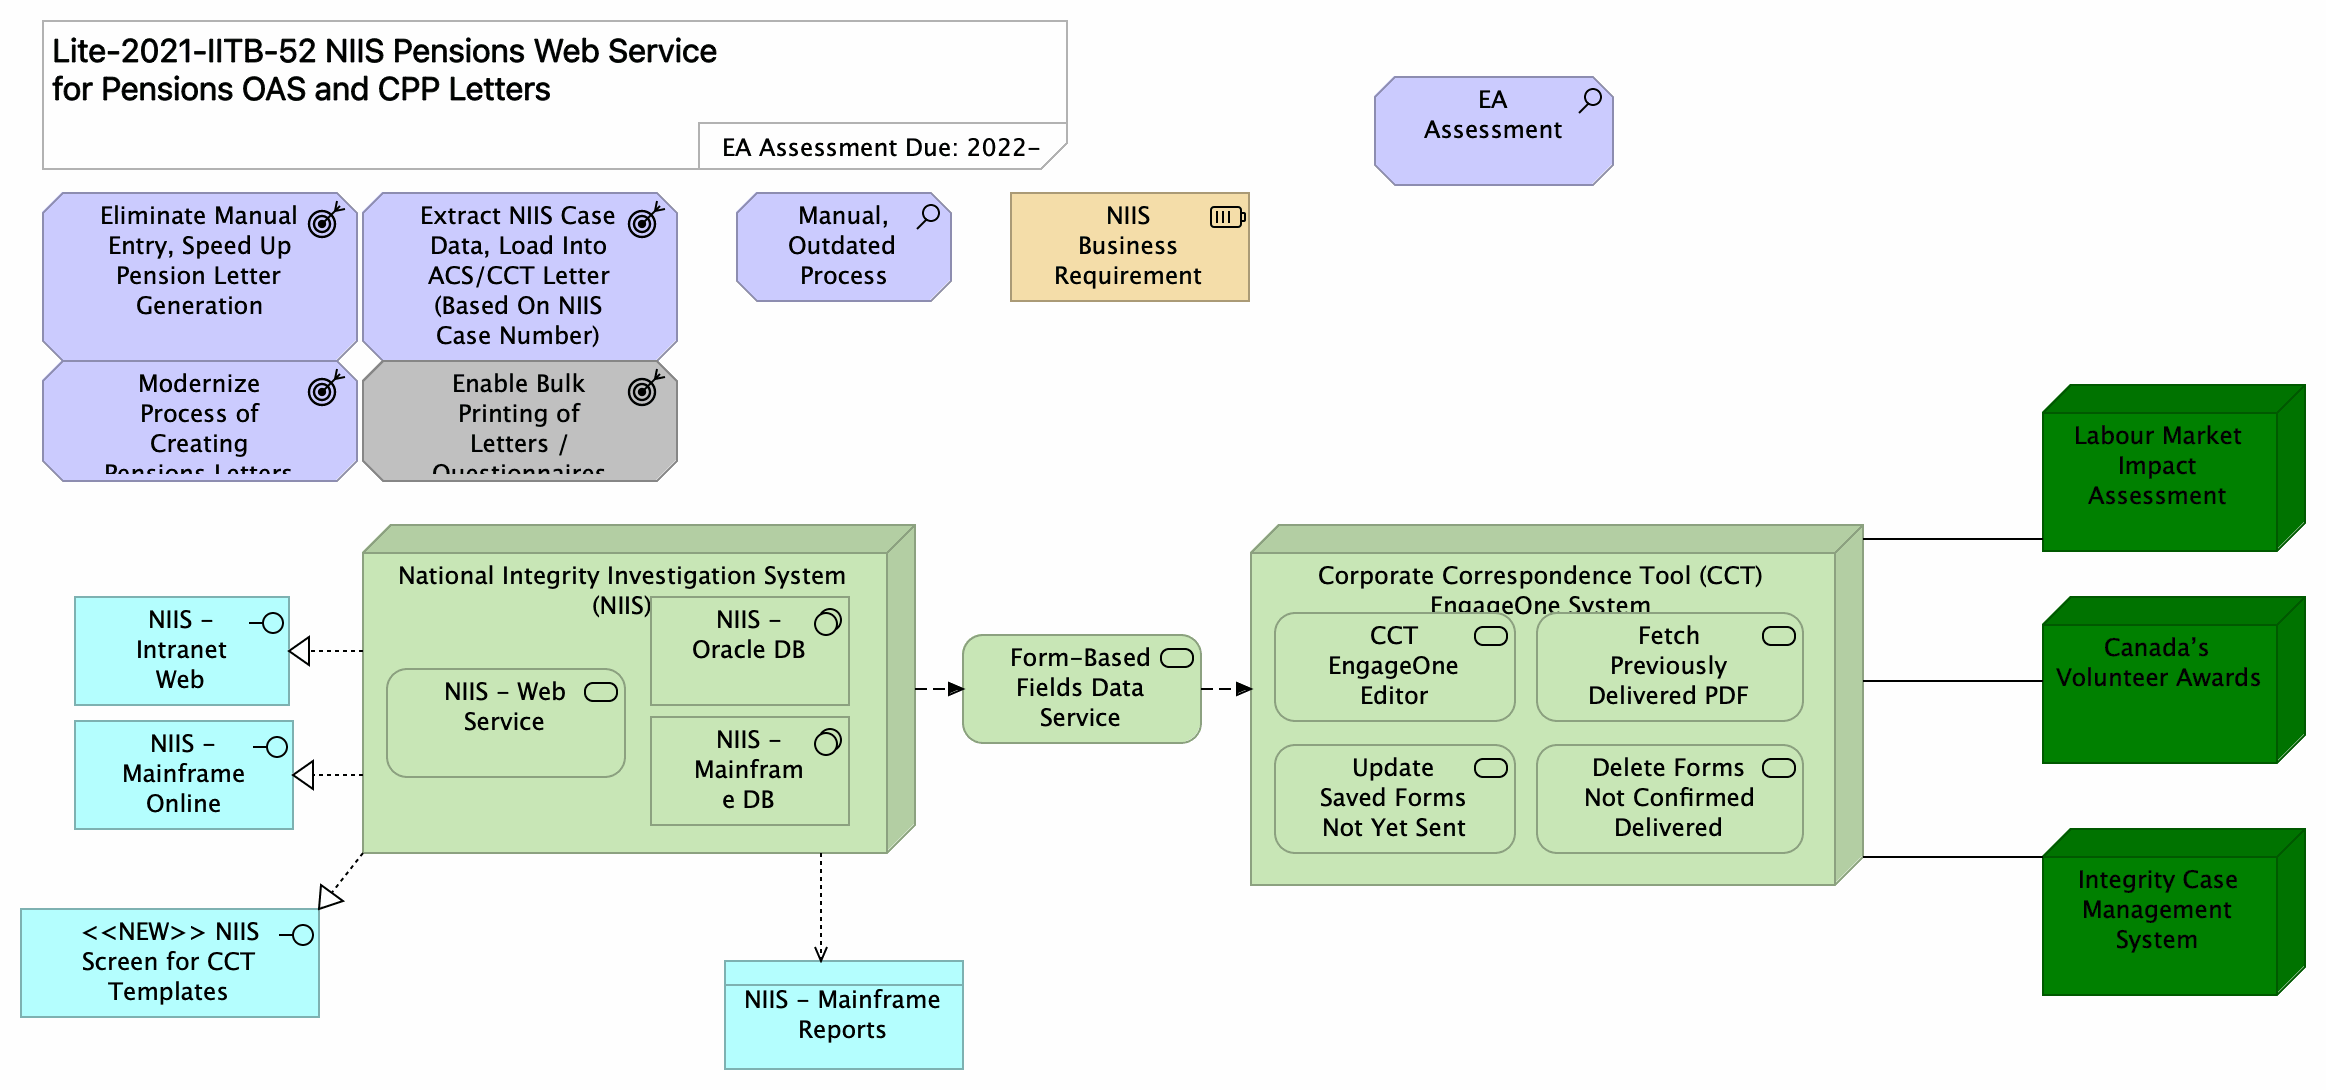 Lite-2021-IITB-52 NIIS Pensions Web Service
for Pensions OAS and CPP Letters
EA Assessment Due: 2022-
EA
Assessment
Eliminate Manual
Entry, Speed Up
Pension Letter
Generation
Extract NIIS Case
Data, Load Into
ACS/CCT Letter
(Based On NIIS
Case Number)
Manual,
Outdated
Process
NIIS
Business
Requirement
Modernize
Process of
Creating
Pensions Letters
Enable Bulk
Printing of
Letters /
Questionnaires
Labour Market
Impact
Assessment
National Integrity Investigation System
(NIIS)
NIIS –
Oracle DB
NIIS – Web
Service
NIIS –
Mainfram
e DB
NIIS –
Intranet
Web
NIIS –
Mainframe
Online
<<NEW>> NIIS
Screen for CCT
Templates
NIIS – Mainframe
Reports
Form-Based
Fields Data
Service
Corporate Correspondence Tool (CCT)
EngageOne System
CCT
EngageOne
Editor
Fetch
Previously
Delivered PDF
Update
Saved Forms
Not Yet Sent
Delete Forms
Not Confirmed
Delivered
Canada’s
Volunteer Awards
Integrity Case
Management
System